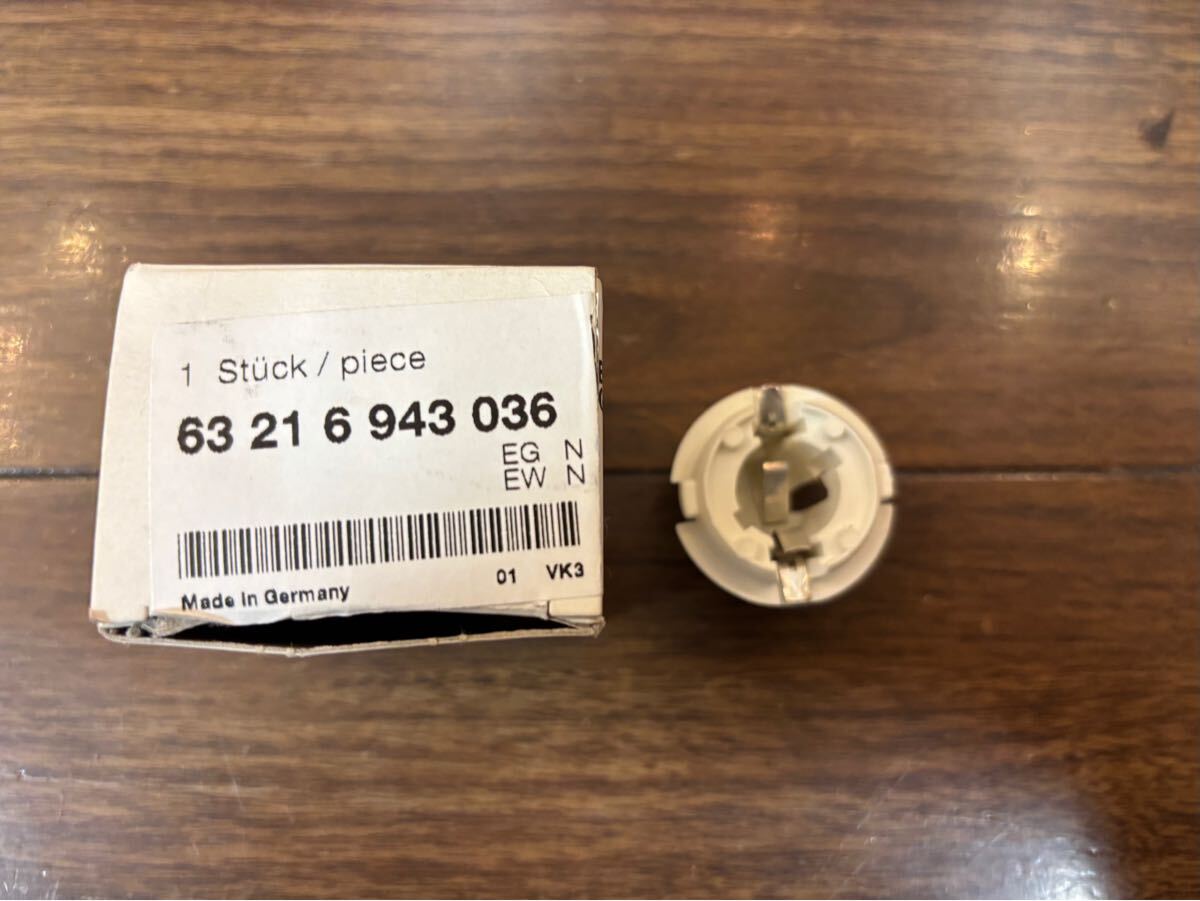 1 Stück / piece
63 21 6 943 036
EG N
EW N
01 VK3
Made in Germany